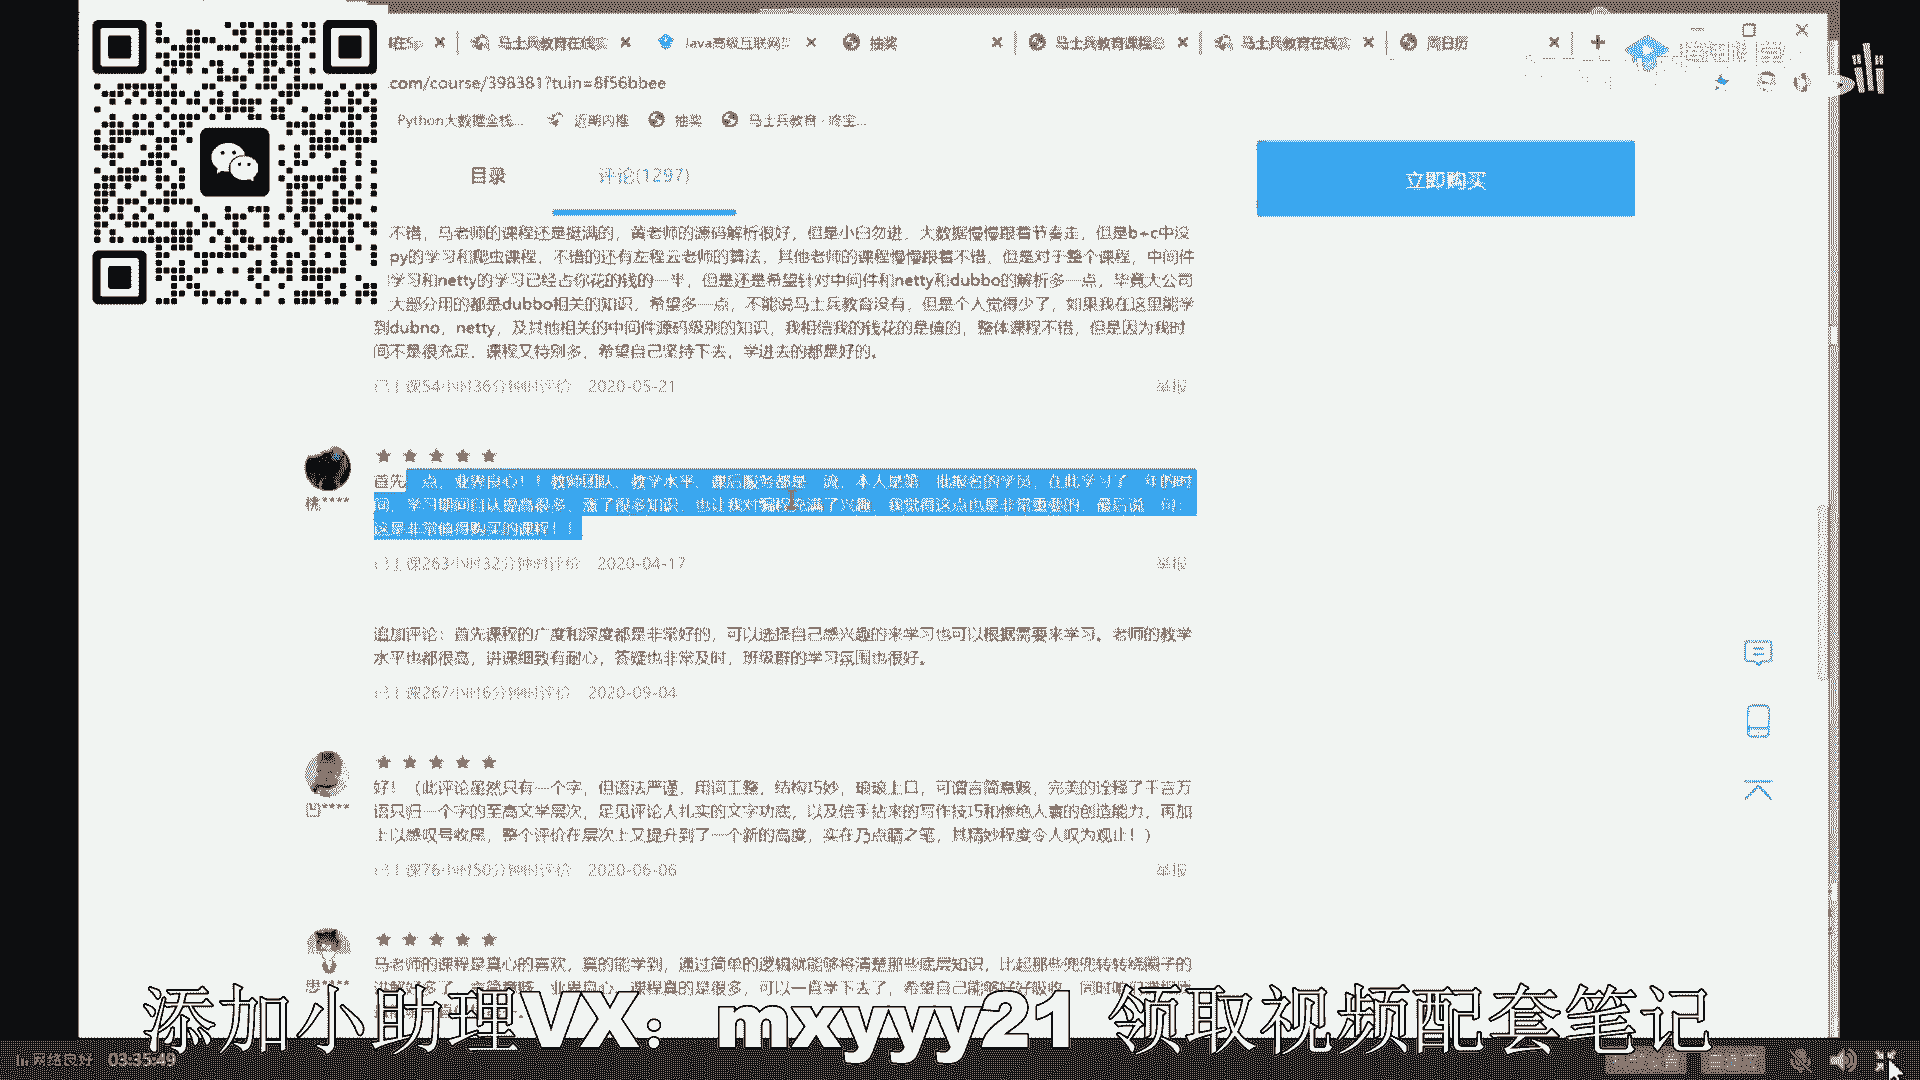 马士兵教育在线
Java高级互联网
抽奖
马士兵教育课程
马士兵教育在线
周日历
.com/course/398381?tuin=8f56bbee
Python大数据全栈...
近期内推
抽奖
马士兵教育 - 腾宝...
目录
评论(1297)
立即购买
不错，马老师的课程还是挺满的，黄老师的源码解析很好，但是小白勿进，大数据慢慢跟着节奏走，但是b+c中没
py的学习和爬虫课程，不错的还有左程云老师的算法，其他老师的课程慢慢跟着不错，但是对于整个课程，中间件
学习和netty的学习已经占你花的钱的一半，但是还是希望针对中间件和netty和dubbo的解析多一点，毕竟大公司
大部分用的都是dubbo相关的知识，希望多一点，不能说马士兵教育没有，但是个人觉得少了，如果我在这里能学
到dubno，netty，及其他相关的中间件源码级别的知识，我相信我的钱花的是值的，整体课程不错，但是因为我时
间不是很充足，课程又特别多，希望自己坚持下去，学进去的都是好的。
已上课54小时36分钟时评价 2020-05-21
举报
桃****
首先一点，业界良心！！教师团队、教学水平、课后服务都是一流，本人是第一批报名的学员，在此学习了一年的时
间，学习期间自认提高很多，涨了很多知识，也让我对编程充满了兴趣，我觉得这点也是非常重要的，最后说一句：
这是非常值得购买的课程！！
已上课263小时32分钟时评价 2020-04-17
举报
追加评论：首先课程的广度和深度都是非常好的，可以选择自己感兴趣的来学习也可以根据需要来学习。老师的教学
水平也都很高，讲课细致有耐心，答疑也非常及时，班级群的学习氛围也很好。
已上课267小时6分钟时评价 2020-09-04
凹****
好！（此评论虽然只有一个字，但语法严谨，用词工整，结构巧妙，琅琅上口，可谓言简意赅，完美的诠释了千言万
语只归一个字的至高文学层次，足见评论人扎实的文字功底，以及信手拈来的写作技巧和惨绝人寰的创造能力，再加
上以感叹号收尾，整个评价在层次上又提升到了一个新的高度，实在乃点睛之笔，其精妙程度令人叹为观止！）
已上课76小时50分钟时评价 2020-06-06
举报
马老师的课程是真心的喜欢，真的能学到，通过简单的逻辑就能够将清楚那些底层知识，比起那些兜兜转转绕圈子的
添加小助理VX：mxyyy21 领取视频配套笔记
网络良好 03:35:49